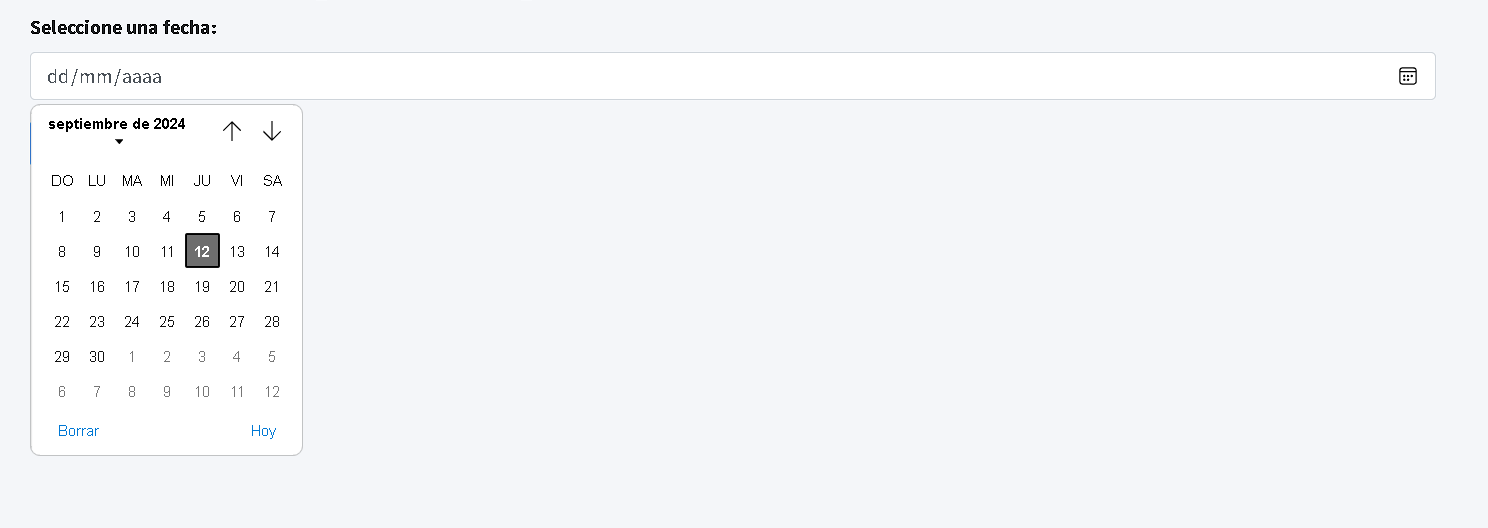 Seleccione una fecha:
dd/mm/aaaa
septiembre de 2024
DO LU MA MI JU VI SA
1 2 3 4 5 6 7
8 9 10 11 12 13 14
15 16 17 18 19 20 21
22 23 24 25 26 27 28
29 30 1 2 3 4 5
6 7 8 9 10 11 12
Borrar Hoy